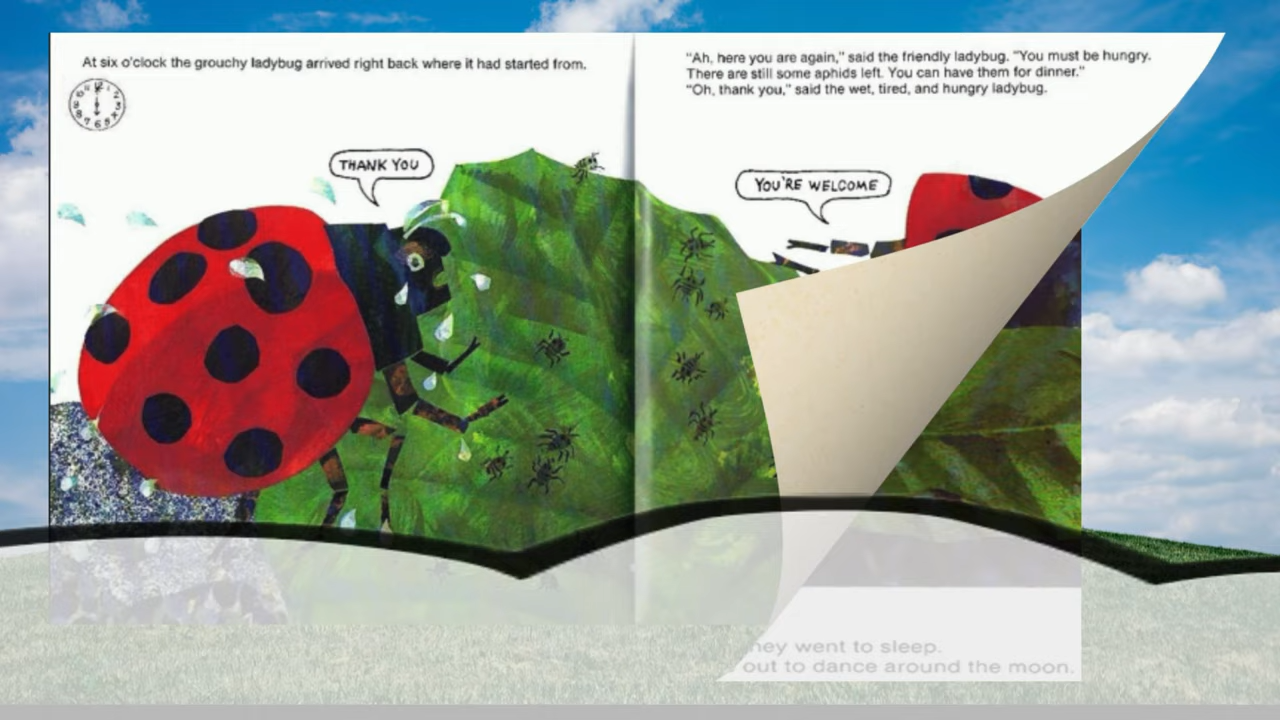 At six o'clock the grouchy ladybug arrived right back where it had started from.
THANK YOU
"Ah, here you are again," said the friendly ladybug. "You must be hungry.
There are still some aphids left. You can have them for dinner."
"Oh, thank you," said the wet, tired, and hungry ladybug.
YOU'RE WELCOME
hey went to sleep.
out to dance around the moon.